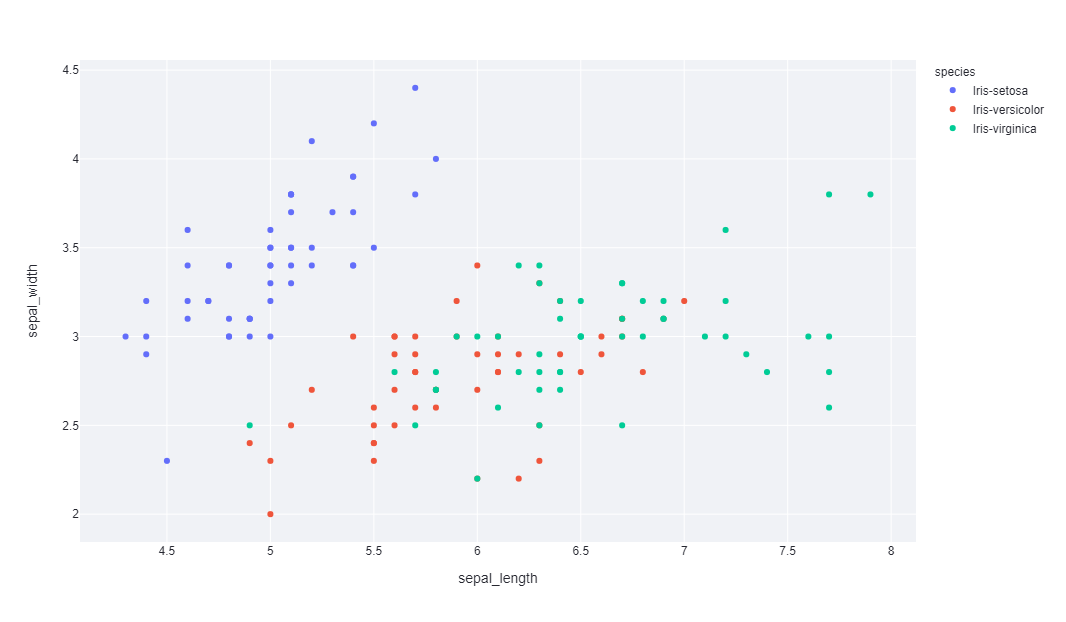 species
Iris-setosa
Iris-versicolor
Iris-virginica
4.5
4
3.5
3
2.5
2
sepal_width
4.5 5 5.5 6 6.5 7 7.5 8
sepal_length